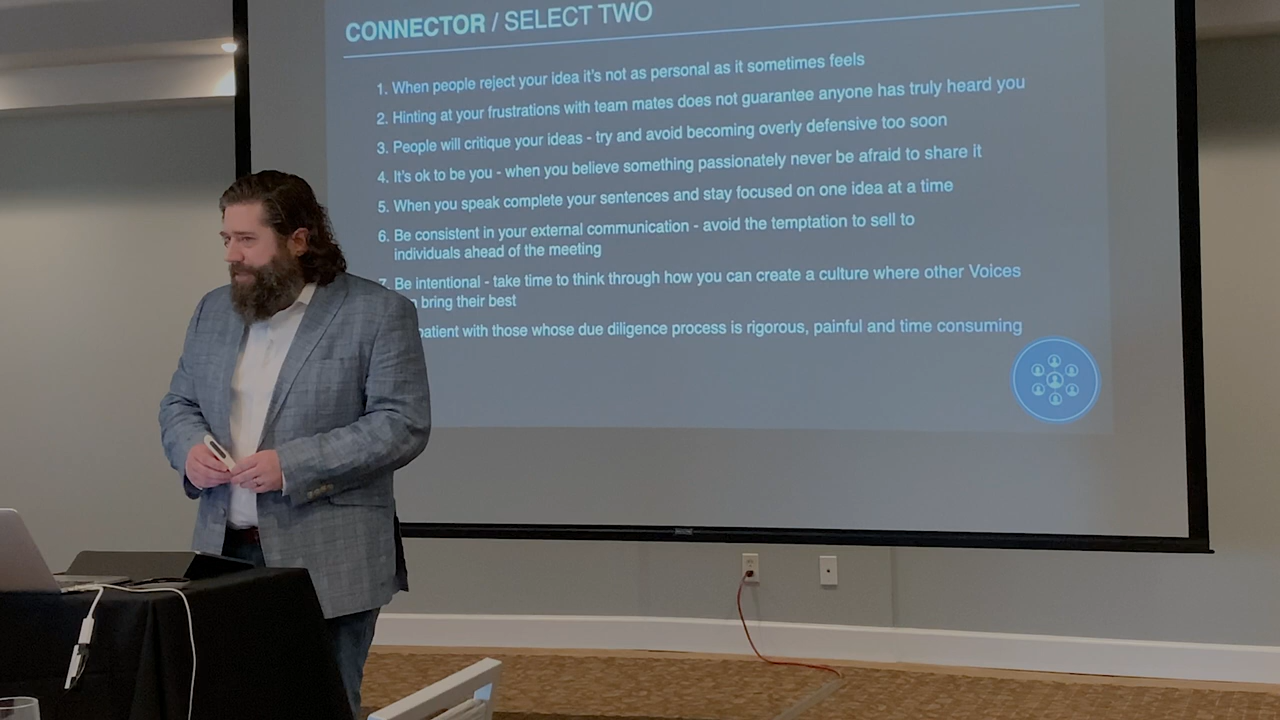 CONNECTOR / SELECT TWO
1. When people reject your idea it's not as personal as it sometimes feels
2. Hinting at your frustrations with team mates does not guarantee anyone has truly heard you
3. People will critique your ideas - try and avoid becoming overly defensive too soon
4. It's ok to be you - when you believe something passionately never be afraid to share it
5. When you speak complete your sentences and stay focused on one idea at a time
6. Be consistent in your external communication - avoid the temptation to sell to
individuals ahead of the meeting
7. Be intentional - take time to think through how you can create a culture where other Voices
bring their best
patient with those whose due diligence process is rigorous, painful and time consuming